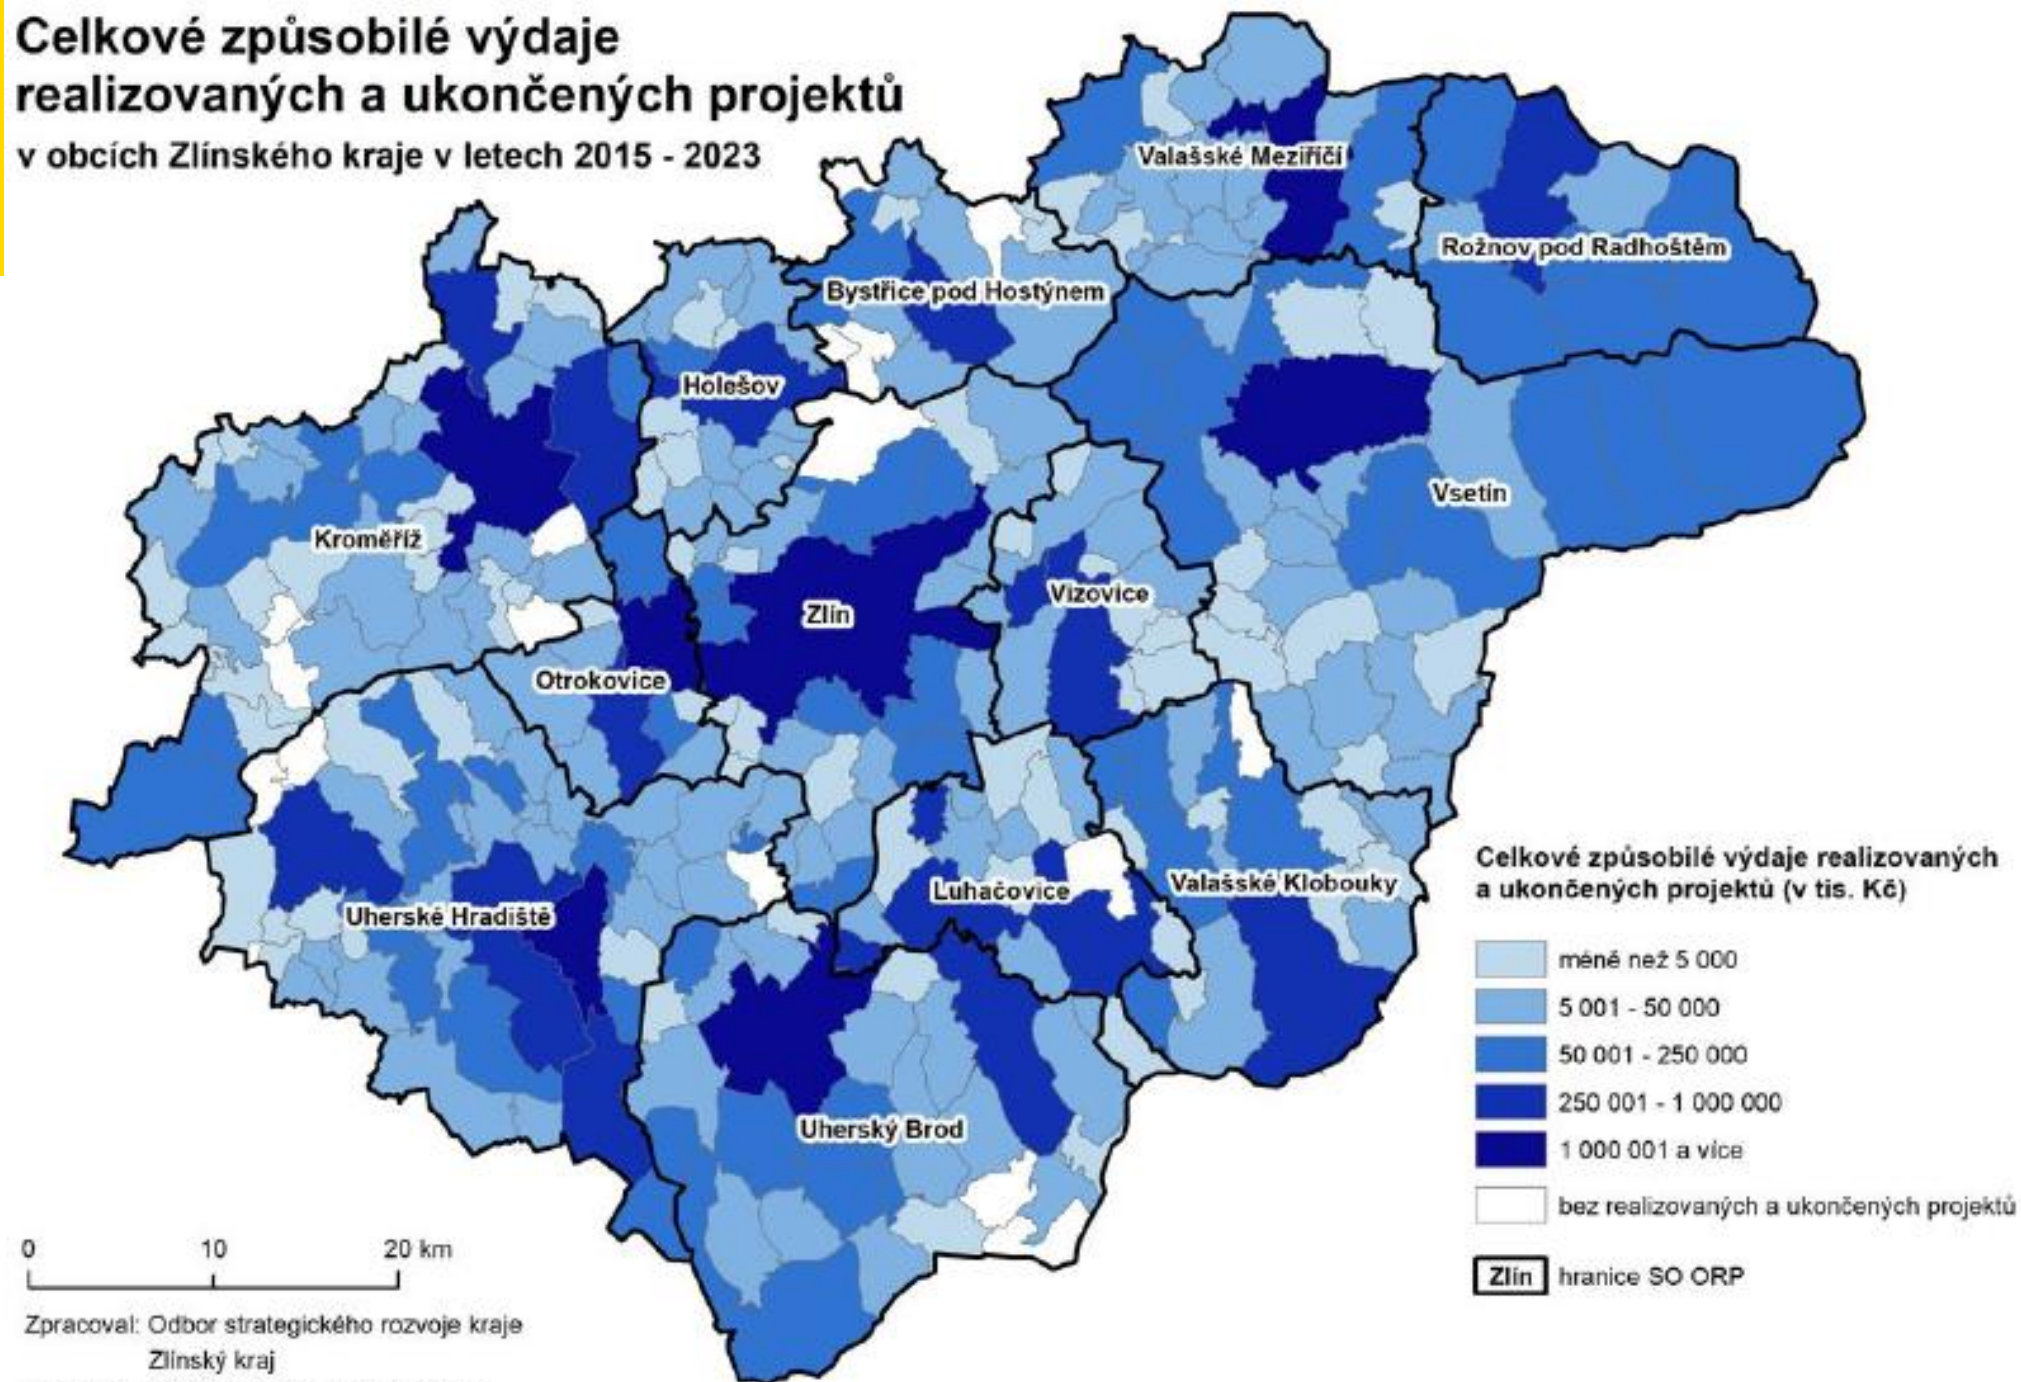 Celkové způsobilé výdaje
realizovaných a ukončených projektů
v obcích Zlínského kraje v letech 2015 - 2023
Valašské Meziříčí
Rožnov pod Radhoštěm
Bystřice pod Hostýnem
Holešov
Vsetín
Kroměříž
Vizovice
Zlín
Otrokovice
Luhačovice
Valašské Klobouky
Uherské Hradiště
Uherský Brod
Celkové způsobilé výdaje realizovaných
a ukončených projektů (v tis. Kč)
méně než 5 000
5 001 - 50 000
50 001 - 250 000
250 001 - 1 000 000
1 000 001 a více
bez realizovaných a ukončených projektů
Zlín hranice SO ORP
0 10 20 km
Zpracoval: Odbor strategického rozvoje kraje
Zlínský kraj